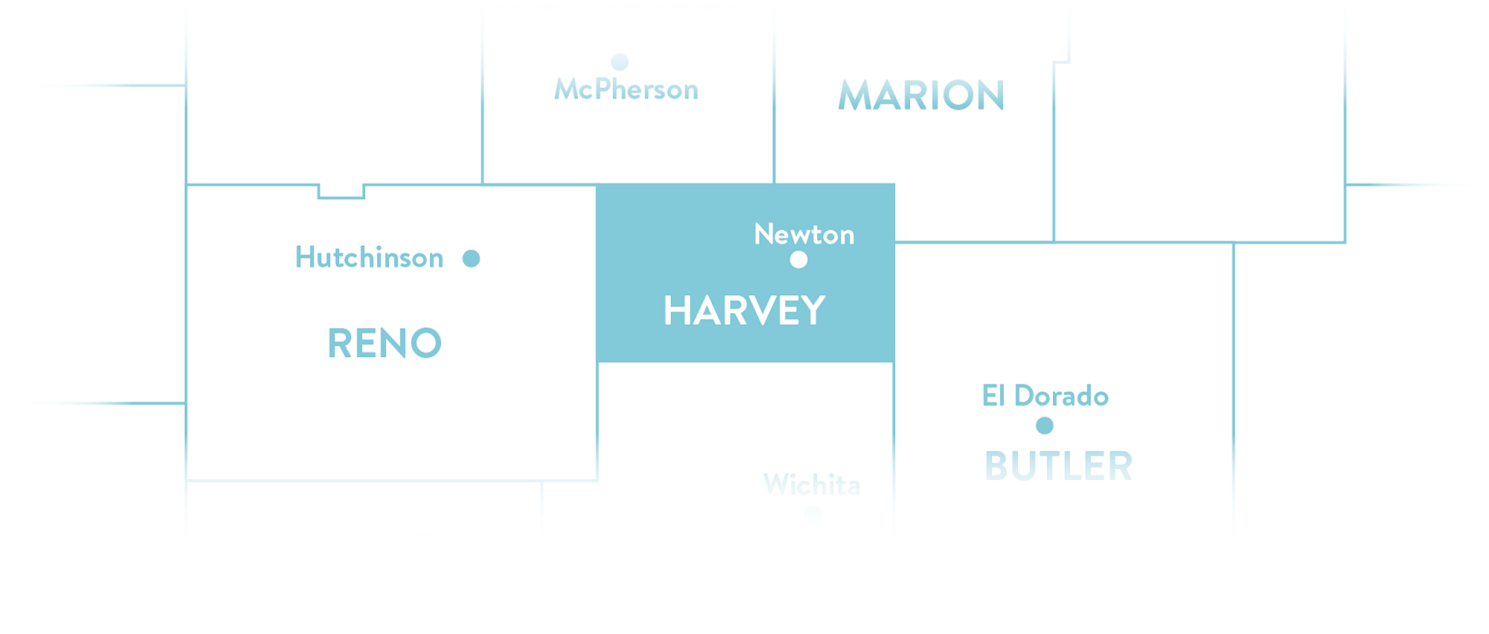 McPherson
MARION
Newton
Hutchinson
HARVEY
RENO
El Dorado
BUTLER
Wichita